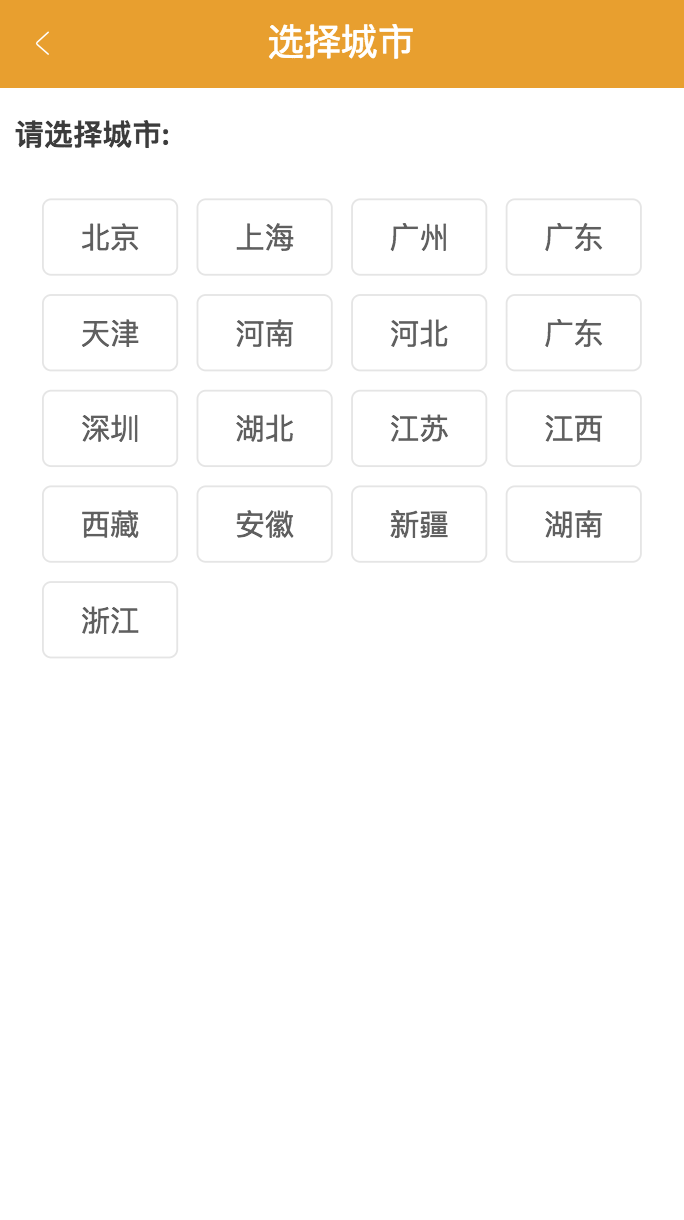 选择城市
请选择城市:
北京 上海 广州 广东
天津 河南 河北 广东
深圳 湖北 江苏 江西
西藏 安徽 新疆 湖南
浙江